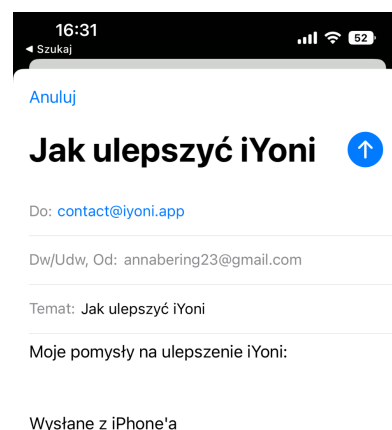 16:31
◀ Szukaj
52
Anuluj
Jak ulepszyć iYoni
Do: contact@iyoni.app
Dw/Udw, Od: annabering23@gmail.com
Temat: Jak ulepszyć iYoni
Moje pomysły na ulepszenie iYoni:
Wysłane z iPhone'a